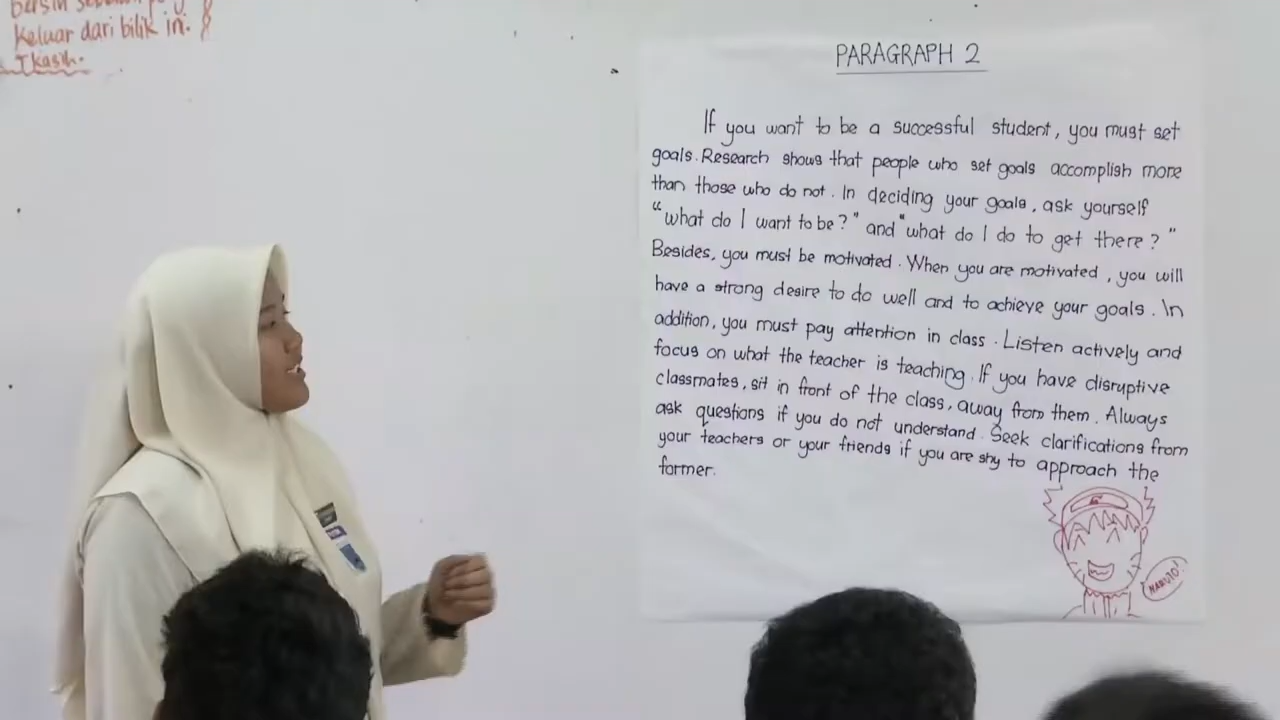 keluar dari bilik ini.
Tkasih.
PARAGRAPH 2
If you want to be a successful student, you must set
goals. Research shows that people who set goals accomplish more
than those who do not. In deciding your goals, ask yourself
"what do I want to be?" and "what do I do to get there?"
Besides, you must be motivated. When you are motivated, you will
have a strong desire to do well and to achieve your goals. In
addition, you must pay attention in class. Listen actively and
focus on what the teacher is teaching. If you have disruptive
classmates, sit in front of the class, away from them. Always
ask questions if you do not understand. Seek clarifications from
your teachers or your friends if you are shy to approach the
former.
NARUTO!